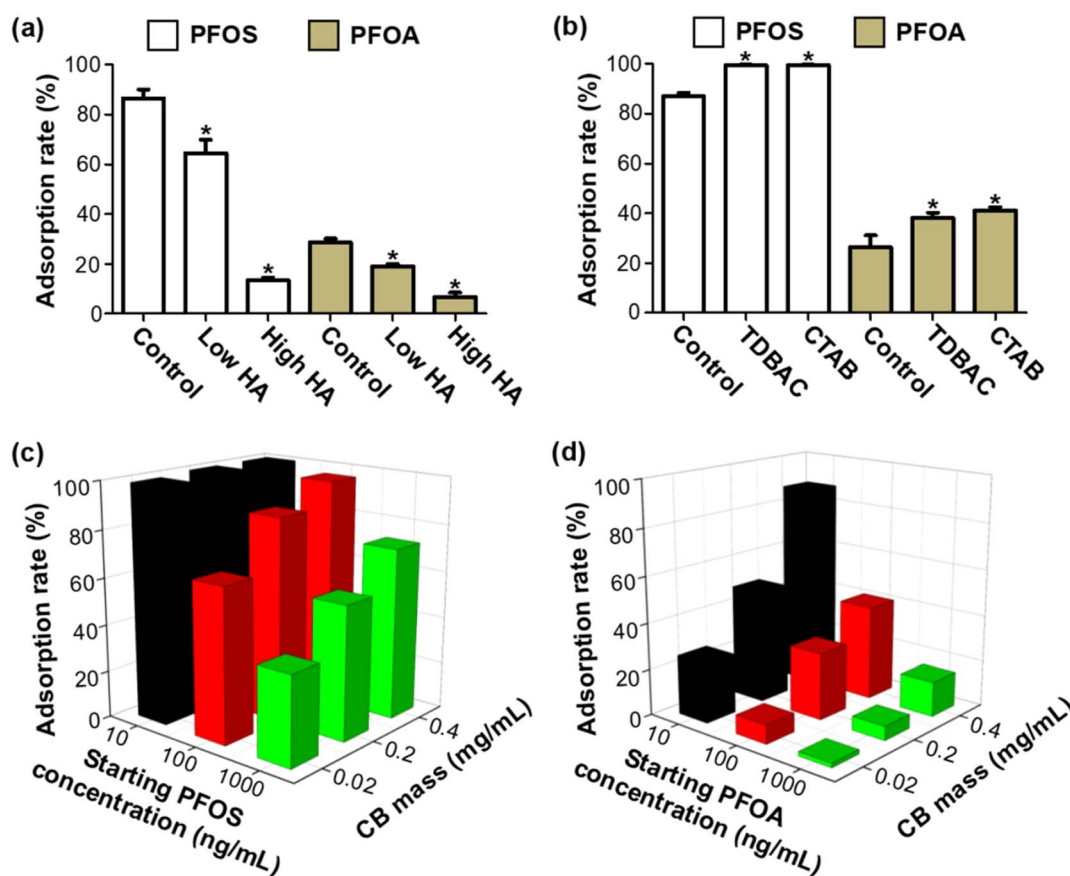 (a)
PFOS PFOA
Adsorption rate (%)
100
80
60
40
20
0
*
*
*
*
Control Low HA High HA Control Low HA High HA
(b)
PFOS PFOA
Adsorption rate (%)
100
80
60
40
20
0
* *
* *
Control TDBAC CTAB Control TDBAC CTAB
(c)
Adsorption rate (%)
100
80
60
40
20
0
10 100 1000
Starting PFOS
concentration (ng/mL)
0.02 0.2 0.4
CB mass (mg/mL)
(d)
Adsorption rate (%)
100
80
60
40
20
0
10 100 1000
Starting PFOA
concentration (ng/mL)
0.02 0.2 0.4
CB mass (mg/mL)